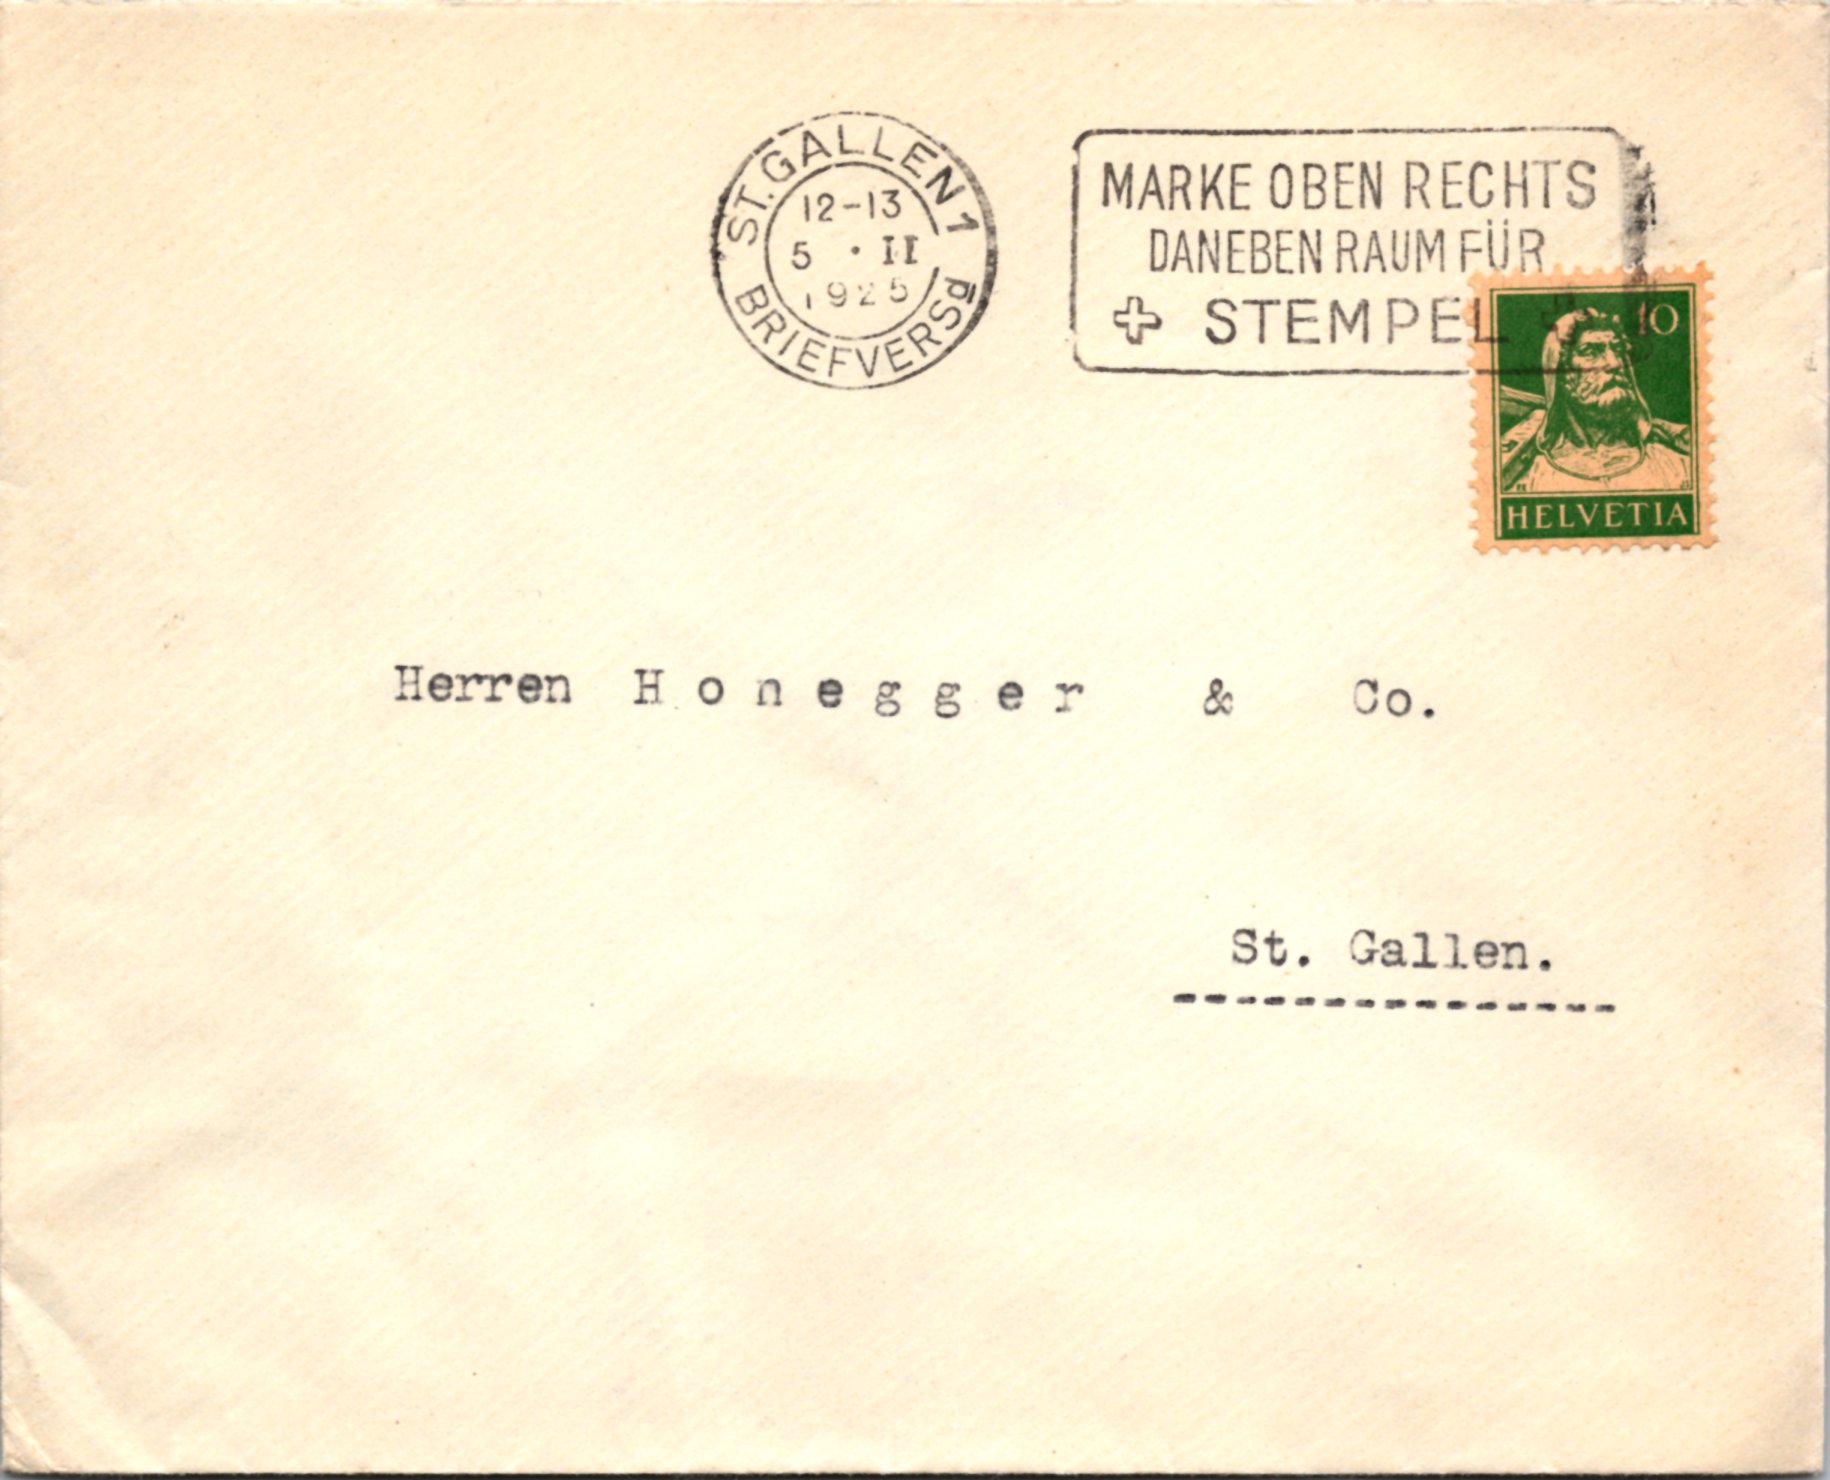 ST. GALLEN 1
12-13
5 · II
1925
BRIEFVERSd
MARKE OBEN RECHTS
DANEBEN RAUM FÜR
STEMPEL
10
HELVETIA
Herren Honegger & Co.
St. Gallen.